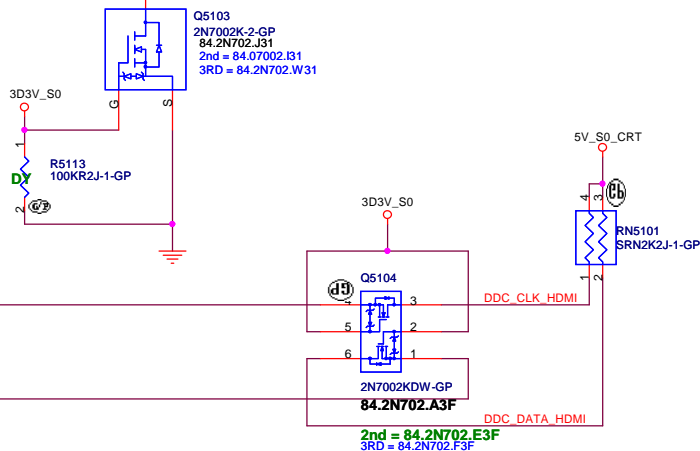 Q5103
2N7002K-2-GP
84.2N702.J31
2nd = 84.07002.I31
3RD = 84.2N702.W31
G
S
3D3V_S0
1
R5113
100KR2J-1-GP
DY
2
G/P
5V_S0_CRT
4
3
RN5101
SRN2K2J-1-GP
1
2
3D3V_S0
Q5104
GP
4
3
DDC_CLK_HDMI
5
2
6
1
2N7002KDW-GP
84.2N702.A3F
DDC_DATA_HDMI
2nd = 84.2N702.E3F
3RD = 84.2N702.F3F